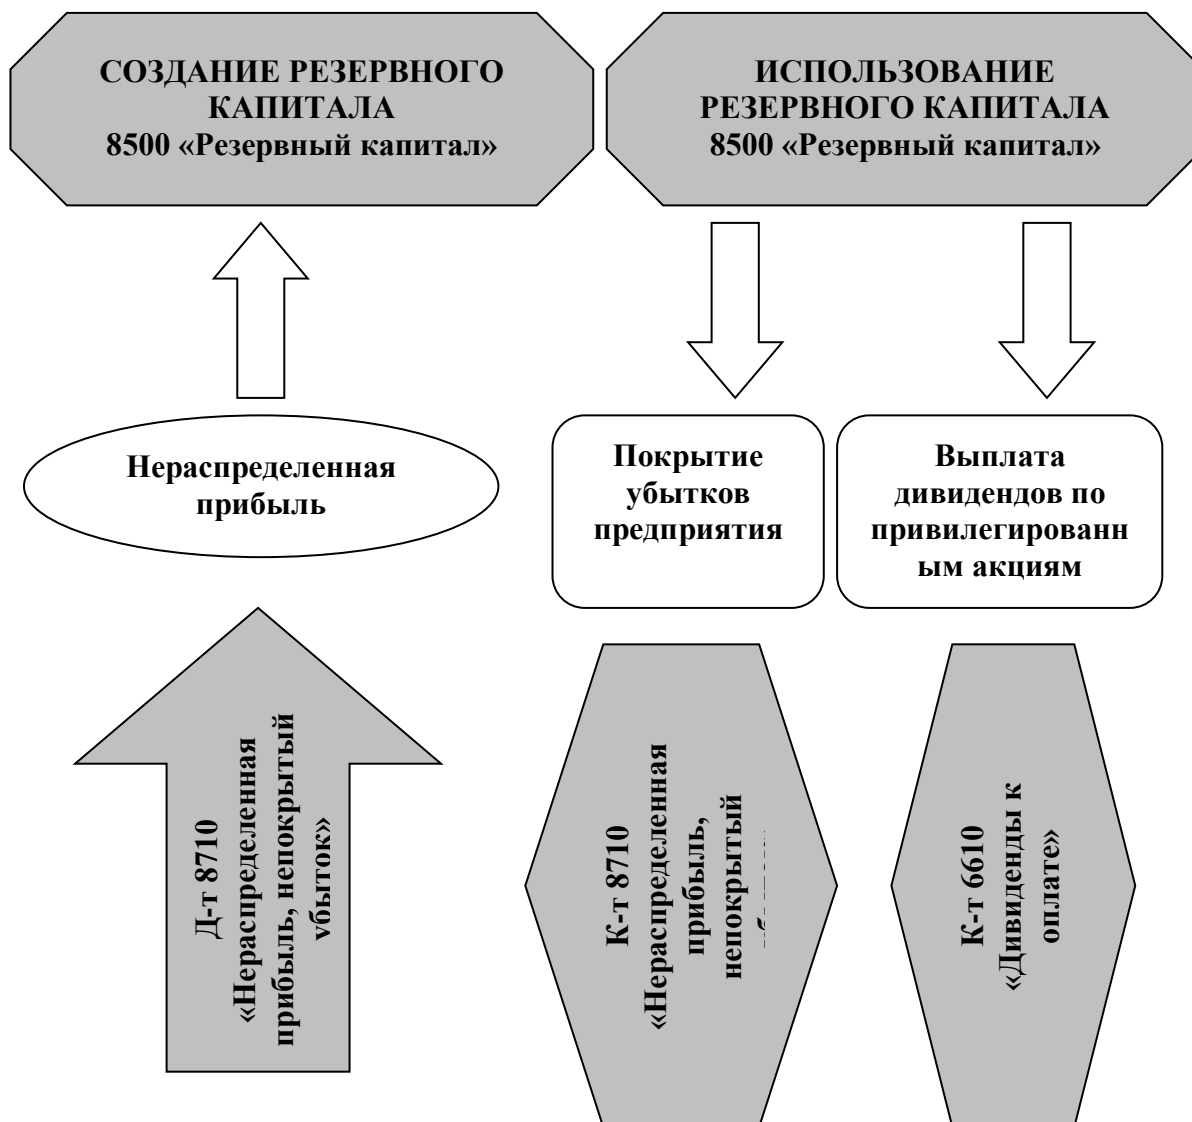 СОЗДАНИЕ РЕЗЕРВНОГО
КАПИТАЛА
8500 «Резервный капитал»
ИСПОЛЬЗОВАНИЕ
РЕЗЕРВНОГО КАПИТАЛА
8500 «Резервный капитал»
Нераспределенная
прибыль
Покрытие
убытков
предприятия
Выплата
дивидендов по
привилегированн
ым акциям
Д-т 8710
«Нераспределенная
прибыль, непокрытый
убыток»
К-т 8710
«Нераспределенная
прибыль,
непокрытый
К-т 6610
«Дивиденды к
оплате»